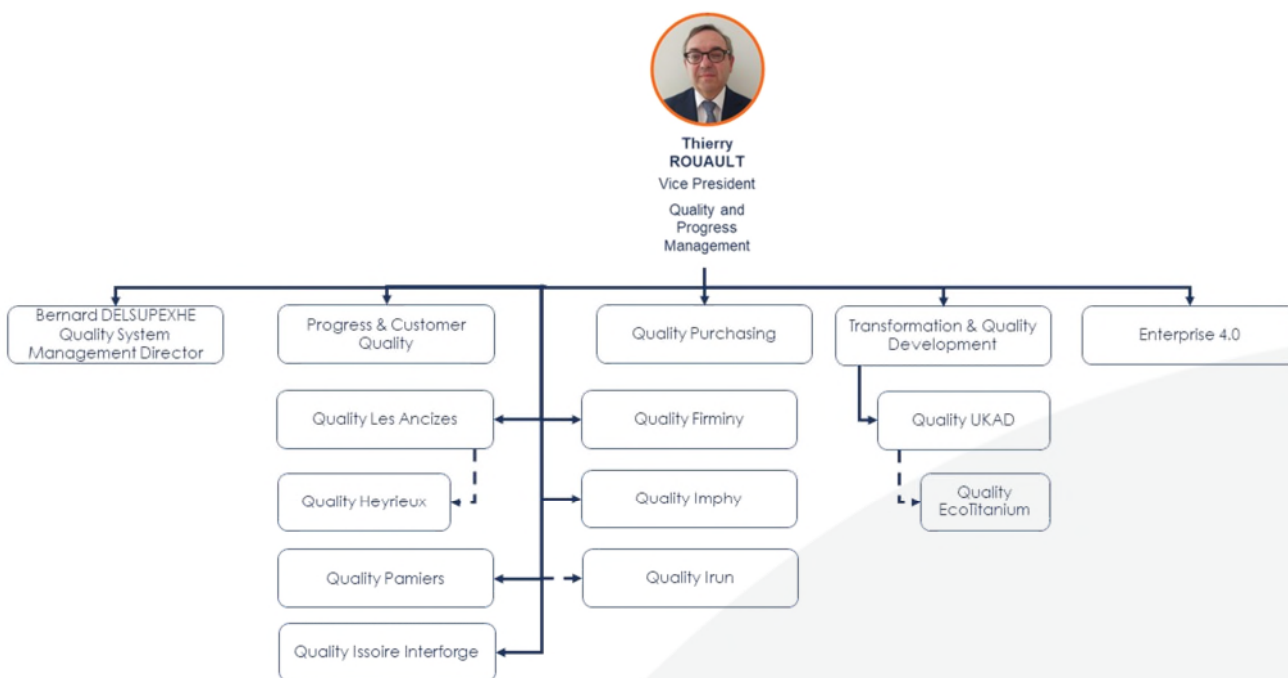 Thierry
ROUAULT
Vice President
Quality and
Progress
Management
Bernard DELSUPEXHE
Quality System
Management Director
Progress & Customer
Quality
Quality Purchasing
Transformation & Quality
Development
Enterprise 4.0
Quality Les Ancizes
Quality Firminy
Quality UKAD
Quality Heyrieux
Quality Imphy
Quality
EcoTitanium
Quality Pamiers
Quality Irun
Quality Issoire Interforge